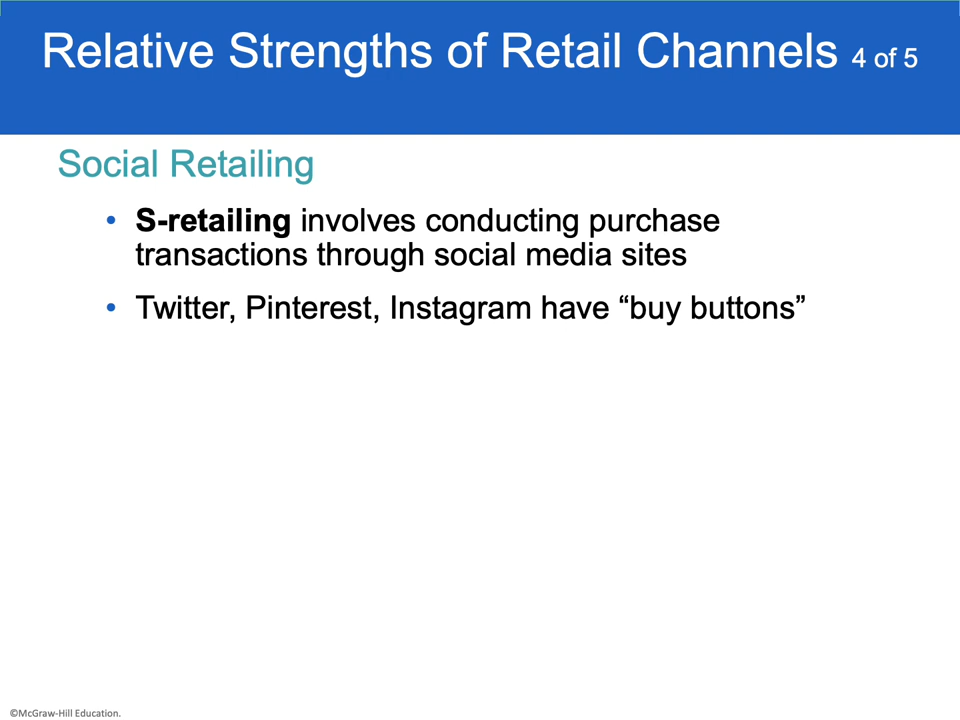 Relative Strengths of Retail Channels 4 of 5
Social Retailing
• S-retailing involves conducting purchase
transactions through social media sites
• Twitter, Pinterest, Instagram have “buy buttons”
©McGraw-Hill Education.